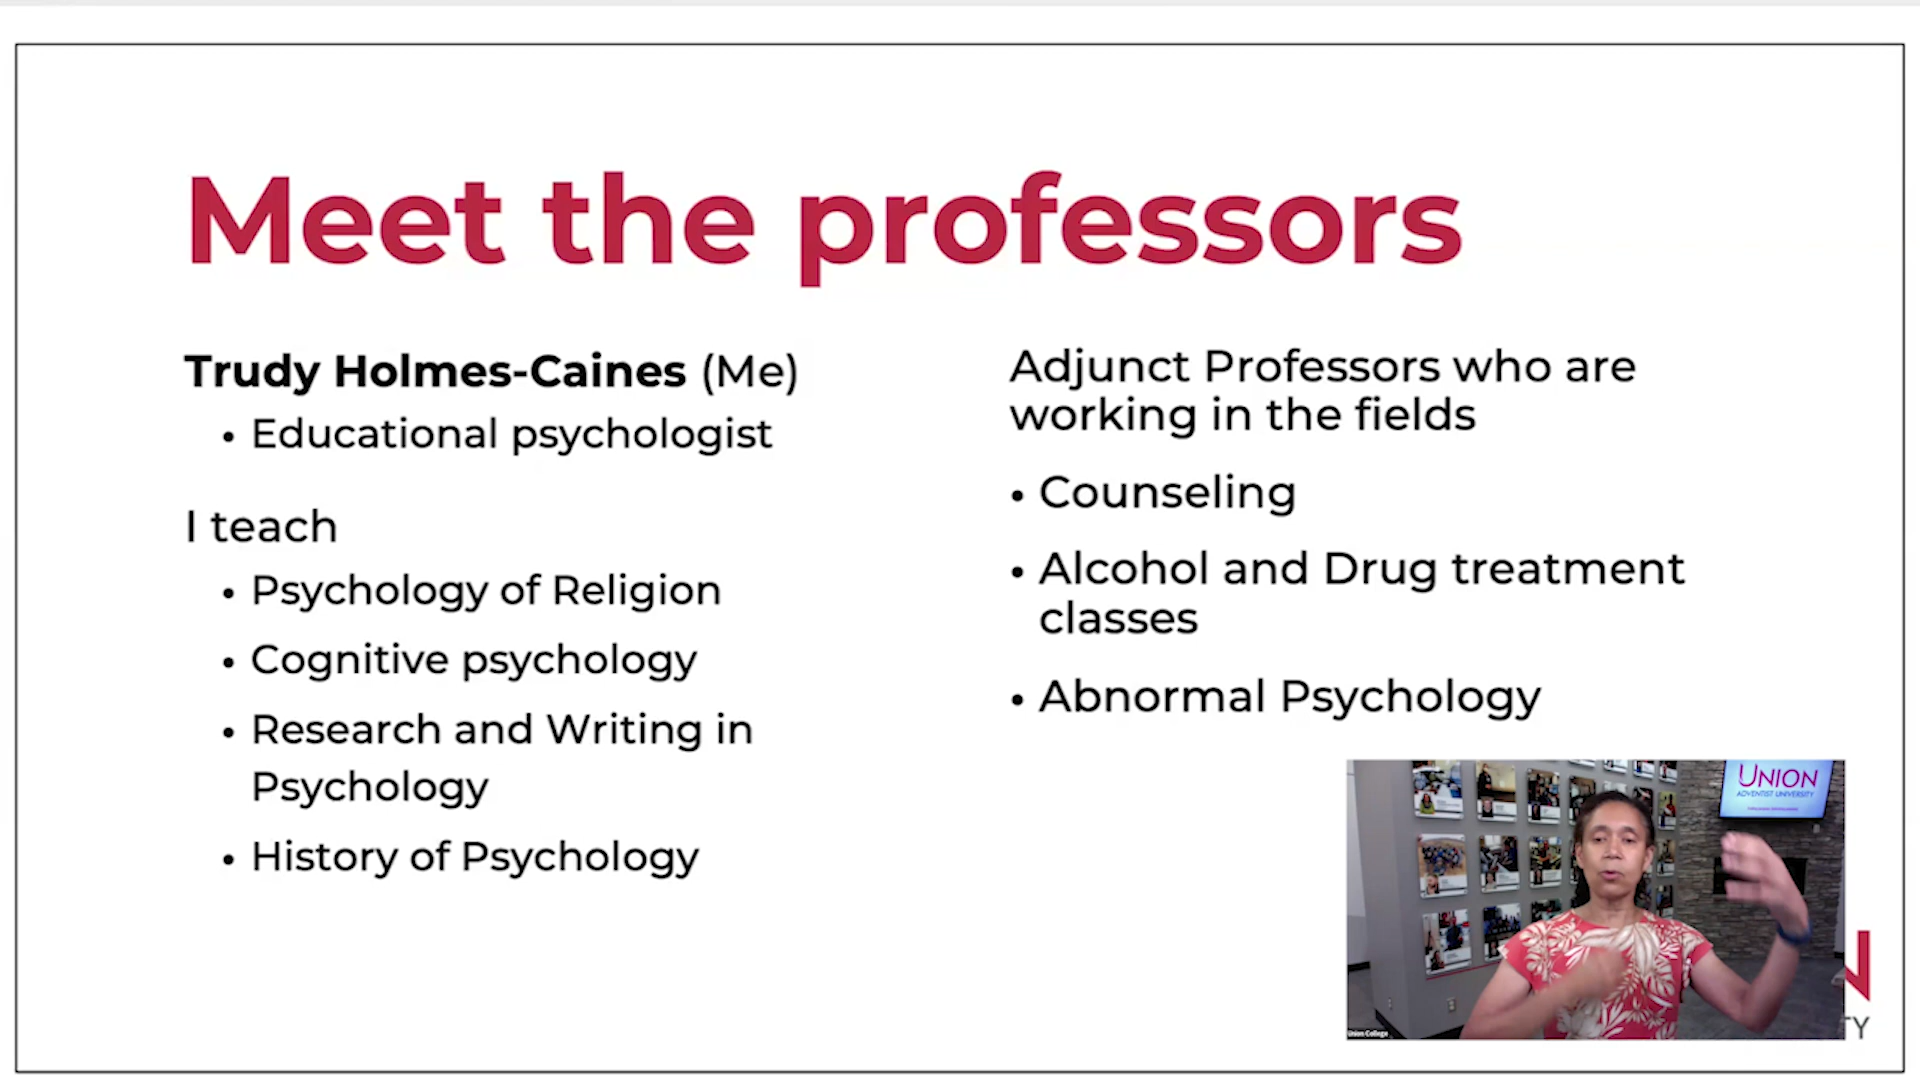 Meet the professors
Trudy Holmes-Caines (Me)
• Educational psychologist
I teach
• Psychology of Religion
• Cognitive psychology
• Research and Writing in
Psychology
• History of Psychology
Adjunct Professors who are
working in the fields
• Counseling
• Alcohol and Drug treatment
classes
• Abnormal Psychology
UNION
ADVENTIST UNIVERSITY
Union College
N
TY